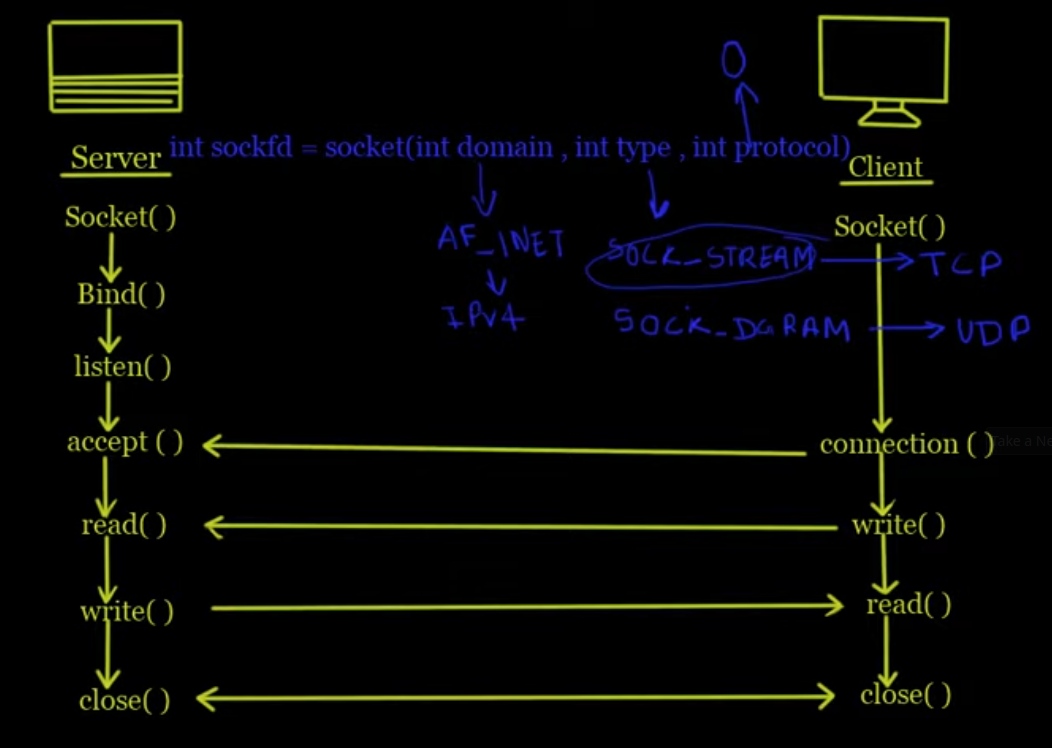 O
int sockfd = socket(int domain , int type , int protocol)
Server
Client
Socket( )
Socket( )
AF_INET
SOCK_STREAM
TCP
Bind( )
IPv4
SOCK_DGRAM
UDP
listen( )
accept ( )
connection ( )
Take a Ne
read( )
write( )
write( )
read( )
close( )
close( )